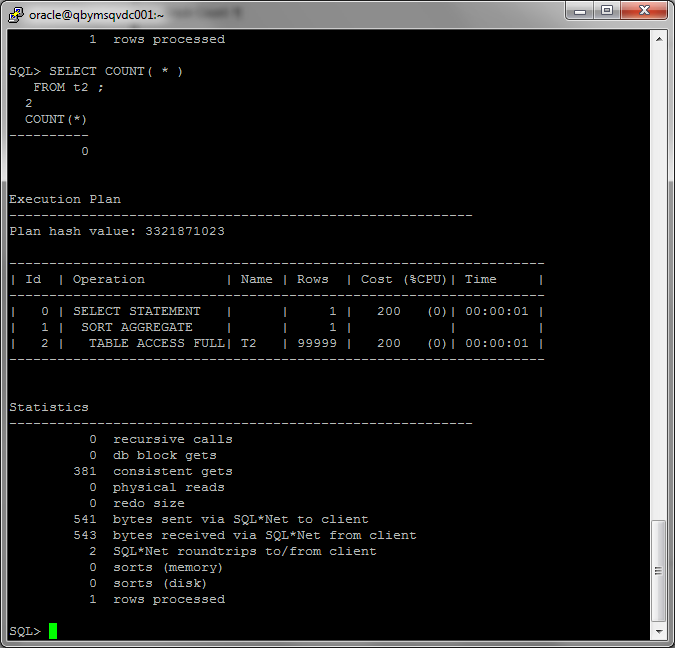 oracle@qbymsqvdc001:~
          1  rows processed
SQL> SELECT COUNT( * )
   FROM t2 ;
  2
  COUNT(*)
----------
         0
Execution Plan
----------------------------------------------------------
Plan hash value: 3321871023
-------------------------------------------------------------------
| Id  | Operation          | Name | Rows  | Cost (%CPU)| Time     |
-------------------------------------------------------------------
|   0 | SELECT STATEMENT   |      |     1 |   200   (0)| 00:00:01 |
|   1 |  SORT AGGREGATE    |      |     1 |            |          |
|   2 |   TABLE ACCESS FULL| T2   | 99999 |   200   (0)| 00:00:01 |
-------------------------------------------------------------------
Statistics
----------------------------------------------------------
          0  recursive calls
          0  db block gets
        381  consistent gets
          0  physical reads
          0  redo size
        541  bytes sent via SQL*Net to client
        543  bytes received via SQL*Net from client
          2  SQL*Net roundtrips to/from client
          0  sorts (memory)
          0  sorts (disk)
          1  rows processed
SQL>